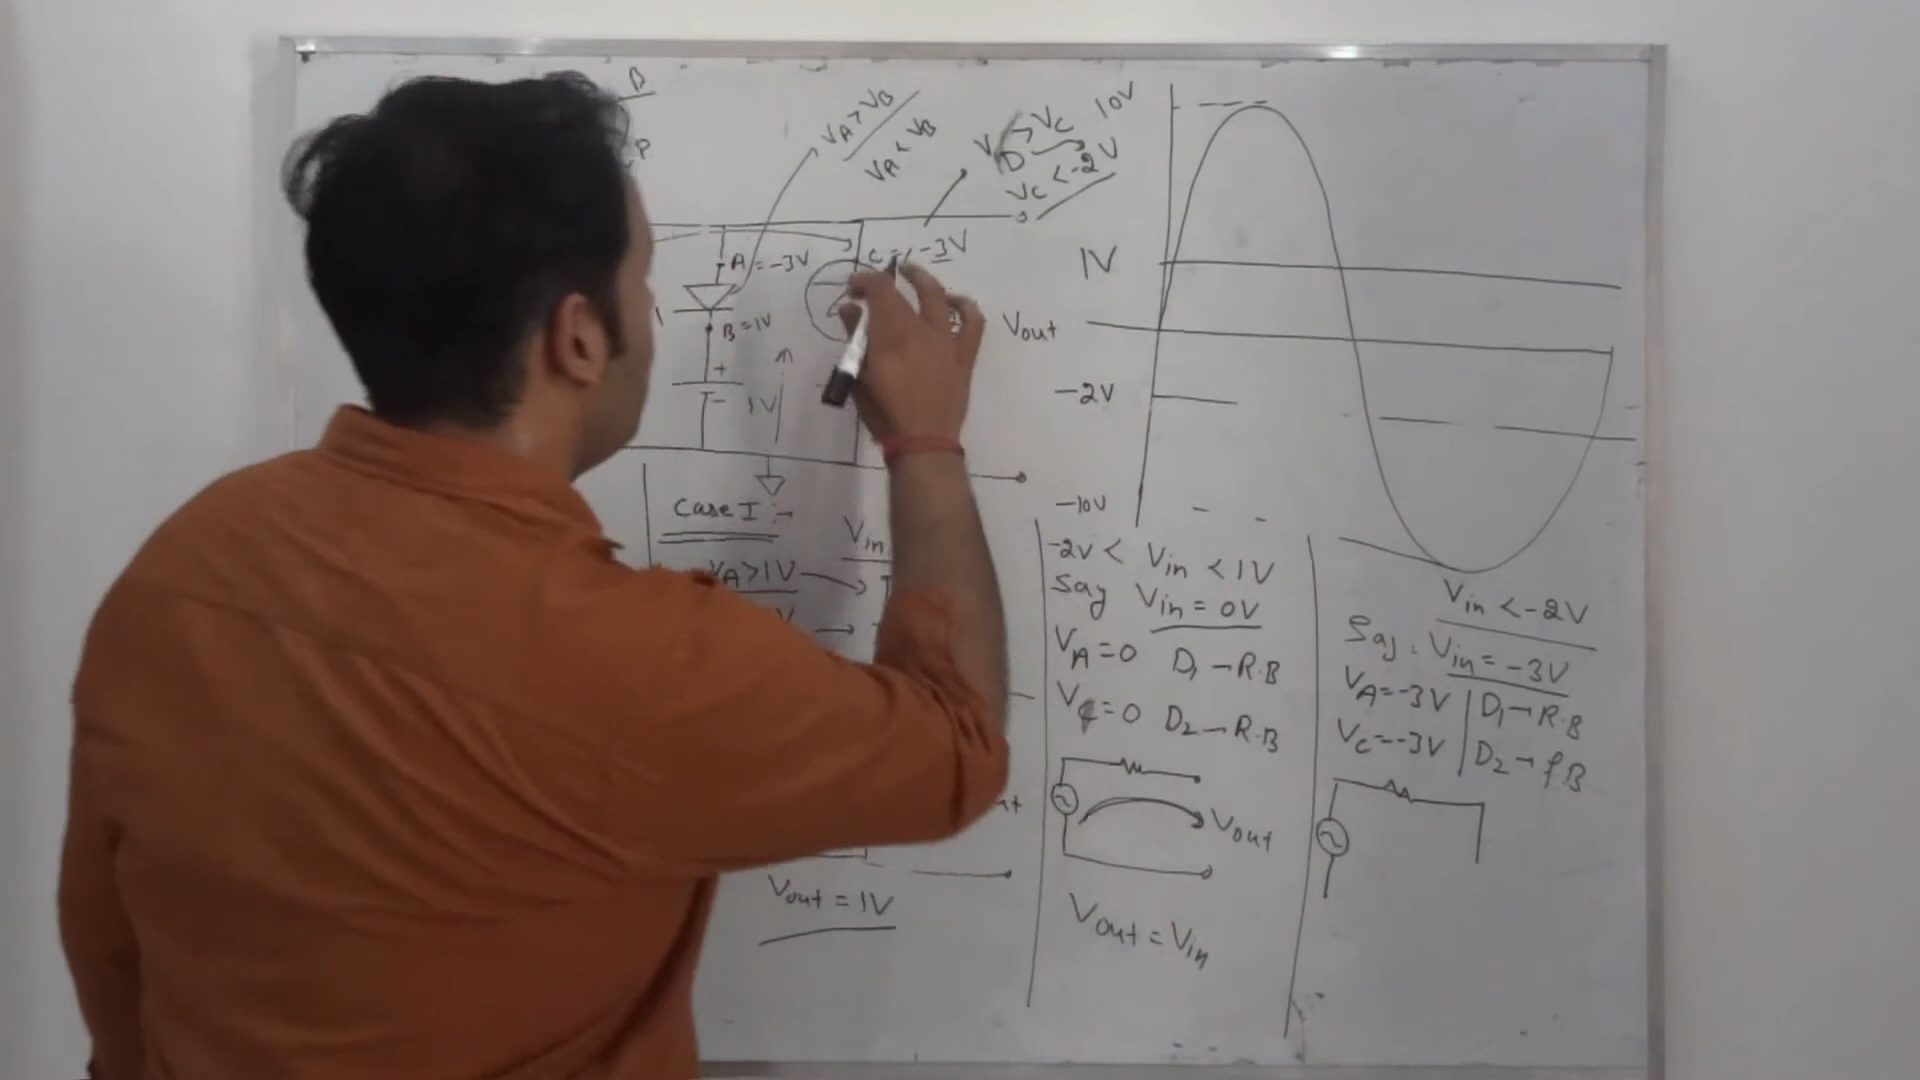 B
P
VA > VB
VA < VB
VD > VC
VC < -2V
10V
A = -3V
C = -3V
B = 1V
+
-
1V
1V
Vout
-2V
-10V
Case I :-
Vin
VA > 1V
Vout = 1V
-2V < Vin < 1V
Say Vin = 0V
VA = 0 D1 → R.B
VC = 0 D2 → R.B
Vout
Vout = Vin
Vin < -2V
Say. Vin = -3V
VA = -3V | D1 → R.B
VC = -3V | D2 → f B